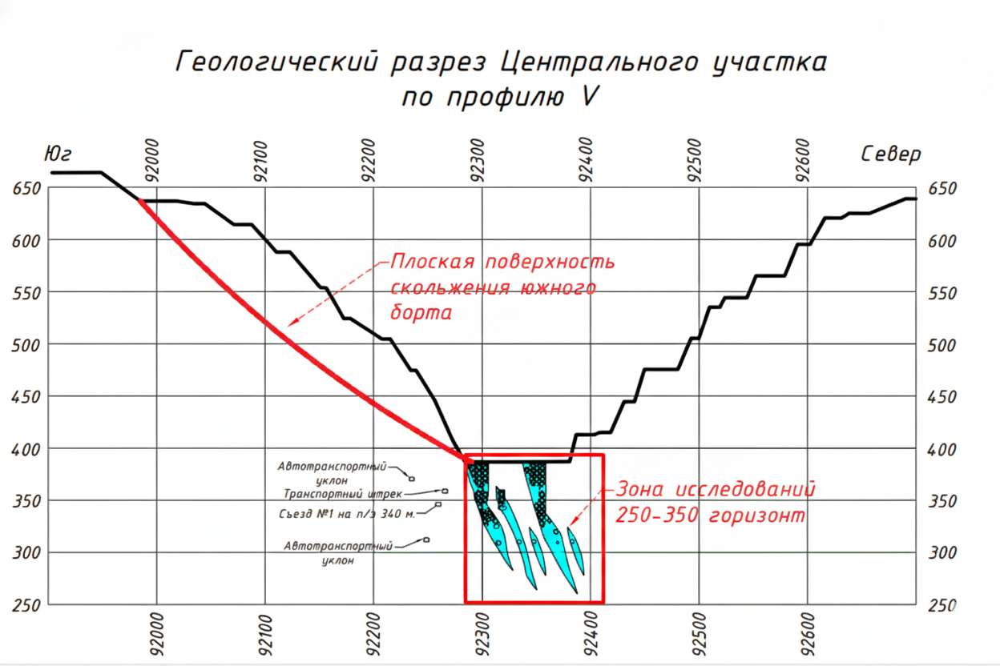 Геологический разрез Центрального участка
по профилю V
Юг
Север
92000 92100 92200 92300 92400 92500 92600
650 650
600 600
Плоская поверхность
скольжения южного
борта
550 550
500 500
450 450
400 400
Автотранспортный
уклон
Транспортный штрек
Съезд №1 на п/э 340 м.
Зона исследований
250-350 горизонт
350 350
Автотранспортный
уклон
300 300
250 250
92000 92100 92200 92300 92400 92500 92600